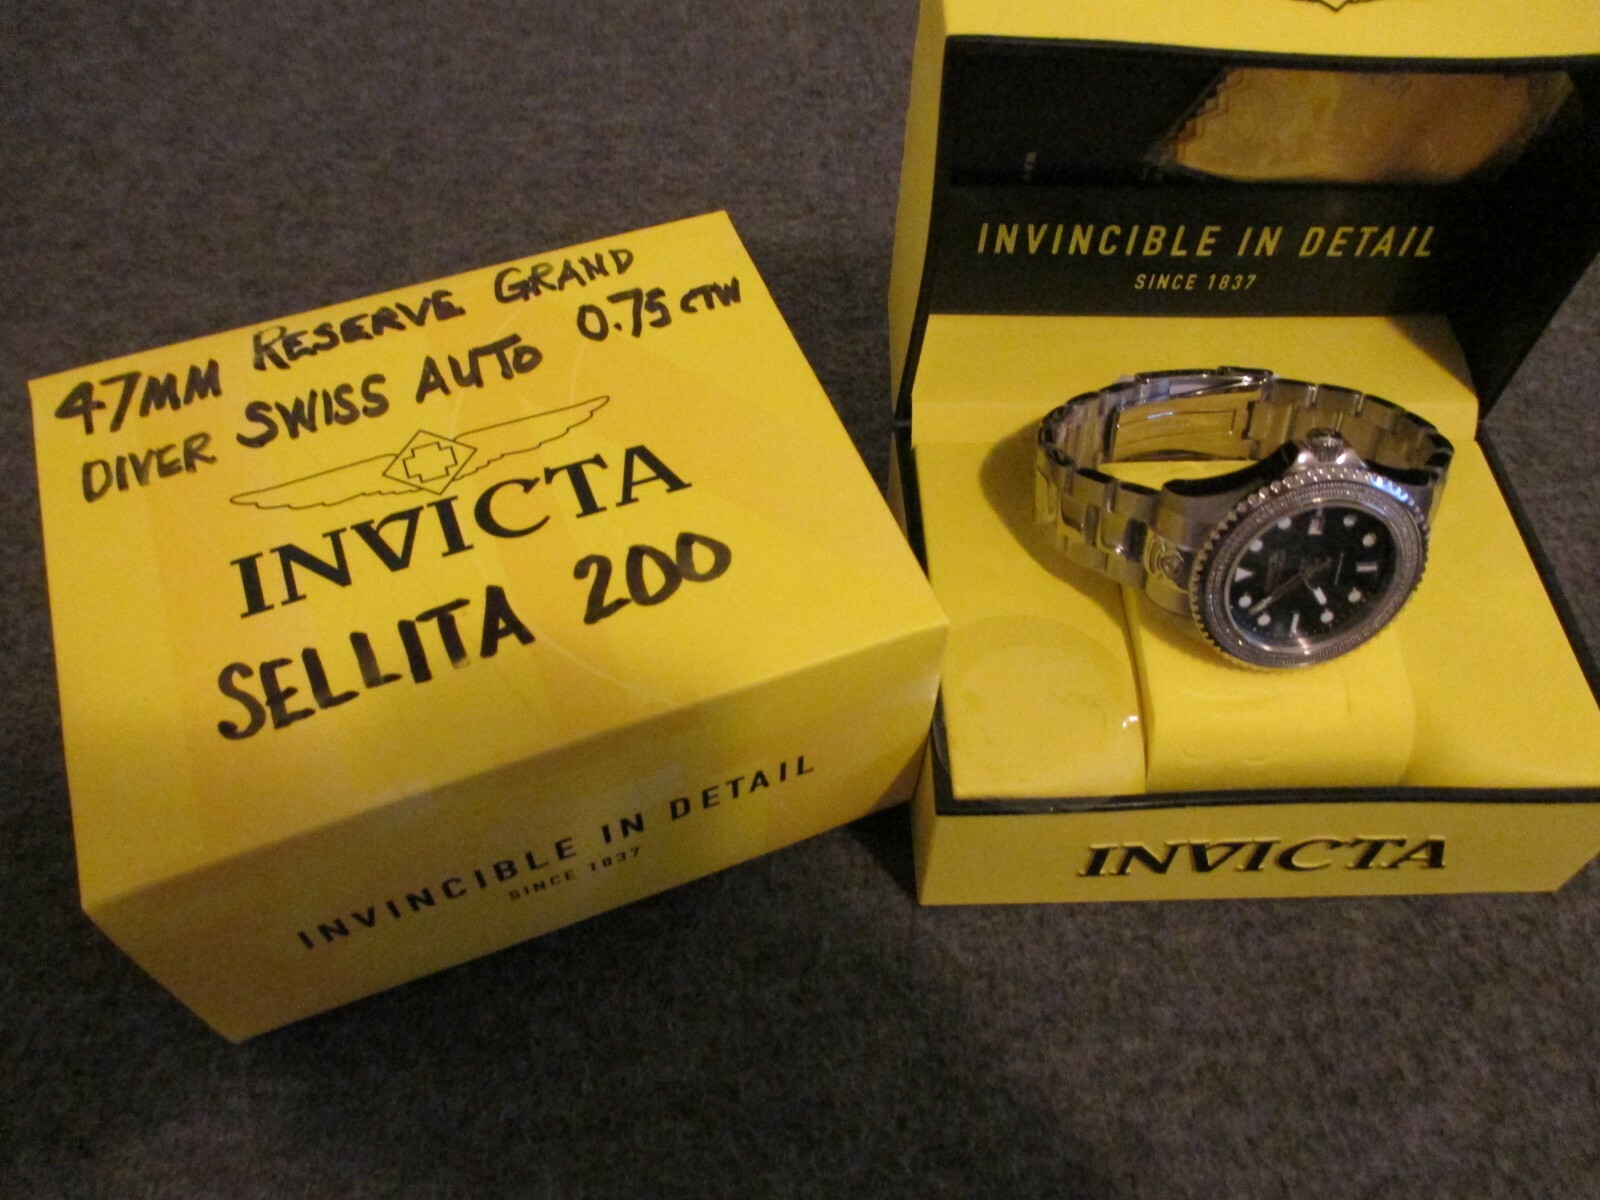 47MM RESERVE GRAND
DIVER SWISS AUTO 0.75 CTW
INVICTA
SELLITA 200
INVINCIBLE IN DETAIL
SINCE 1837
INVINCIBLE IN DETAIL
SINCE 1837
INVICTA